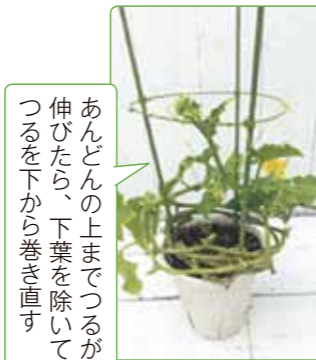 あんどんの上までつるが
伸びたら、下葉を除いて
つるを下から巻き直す